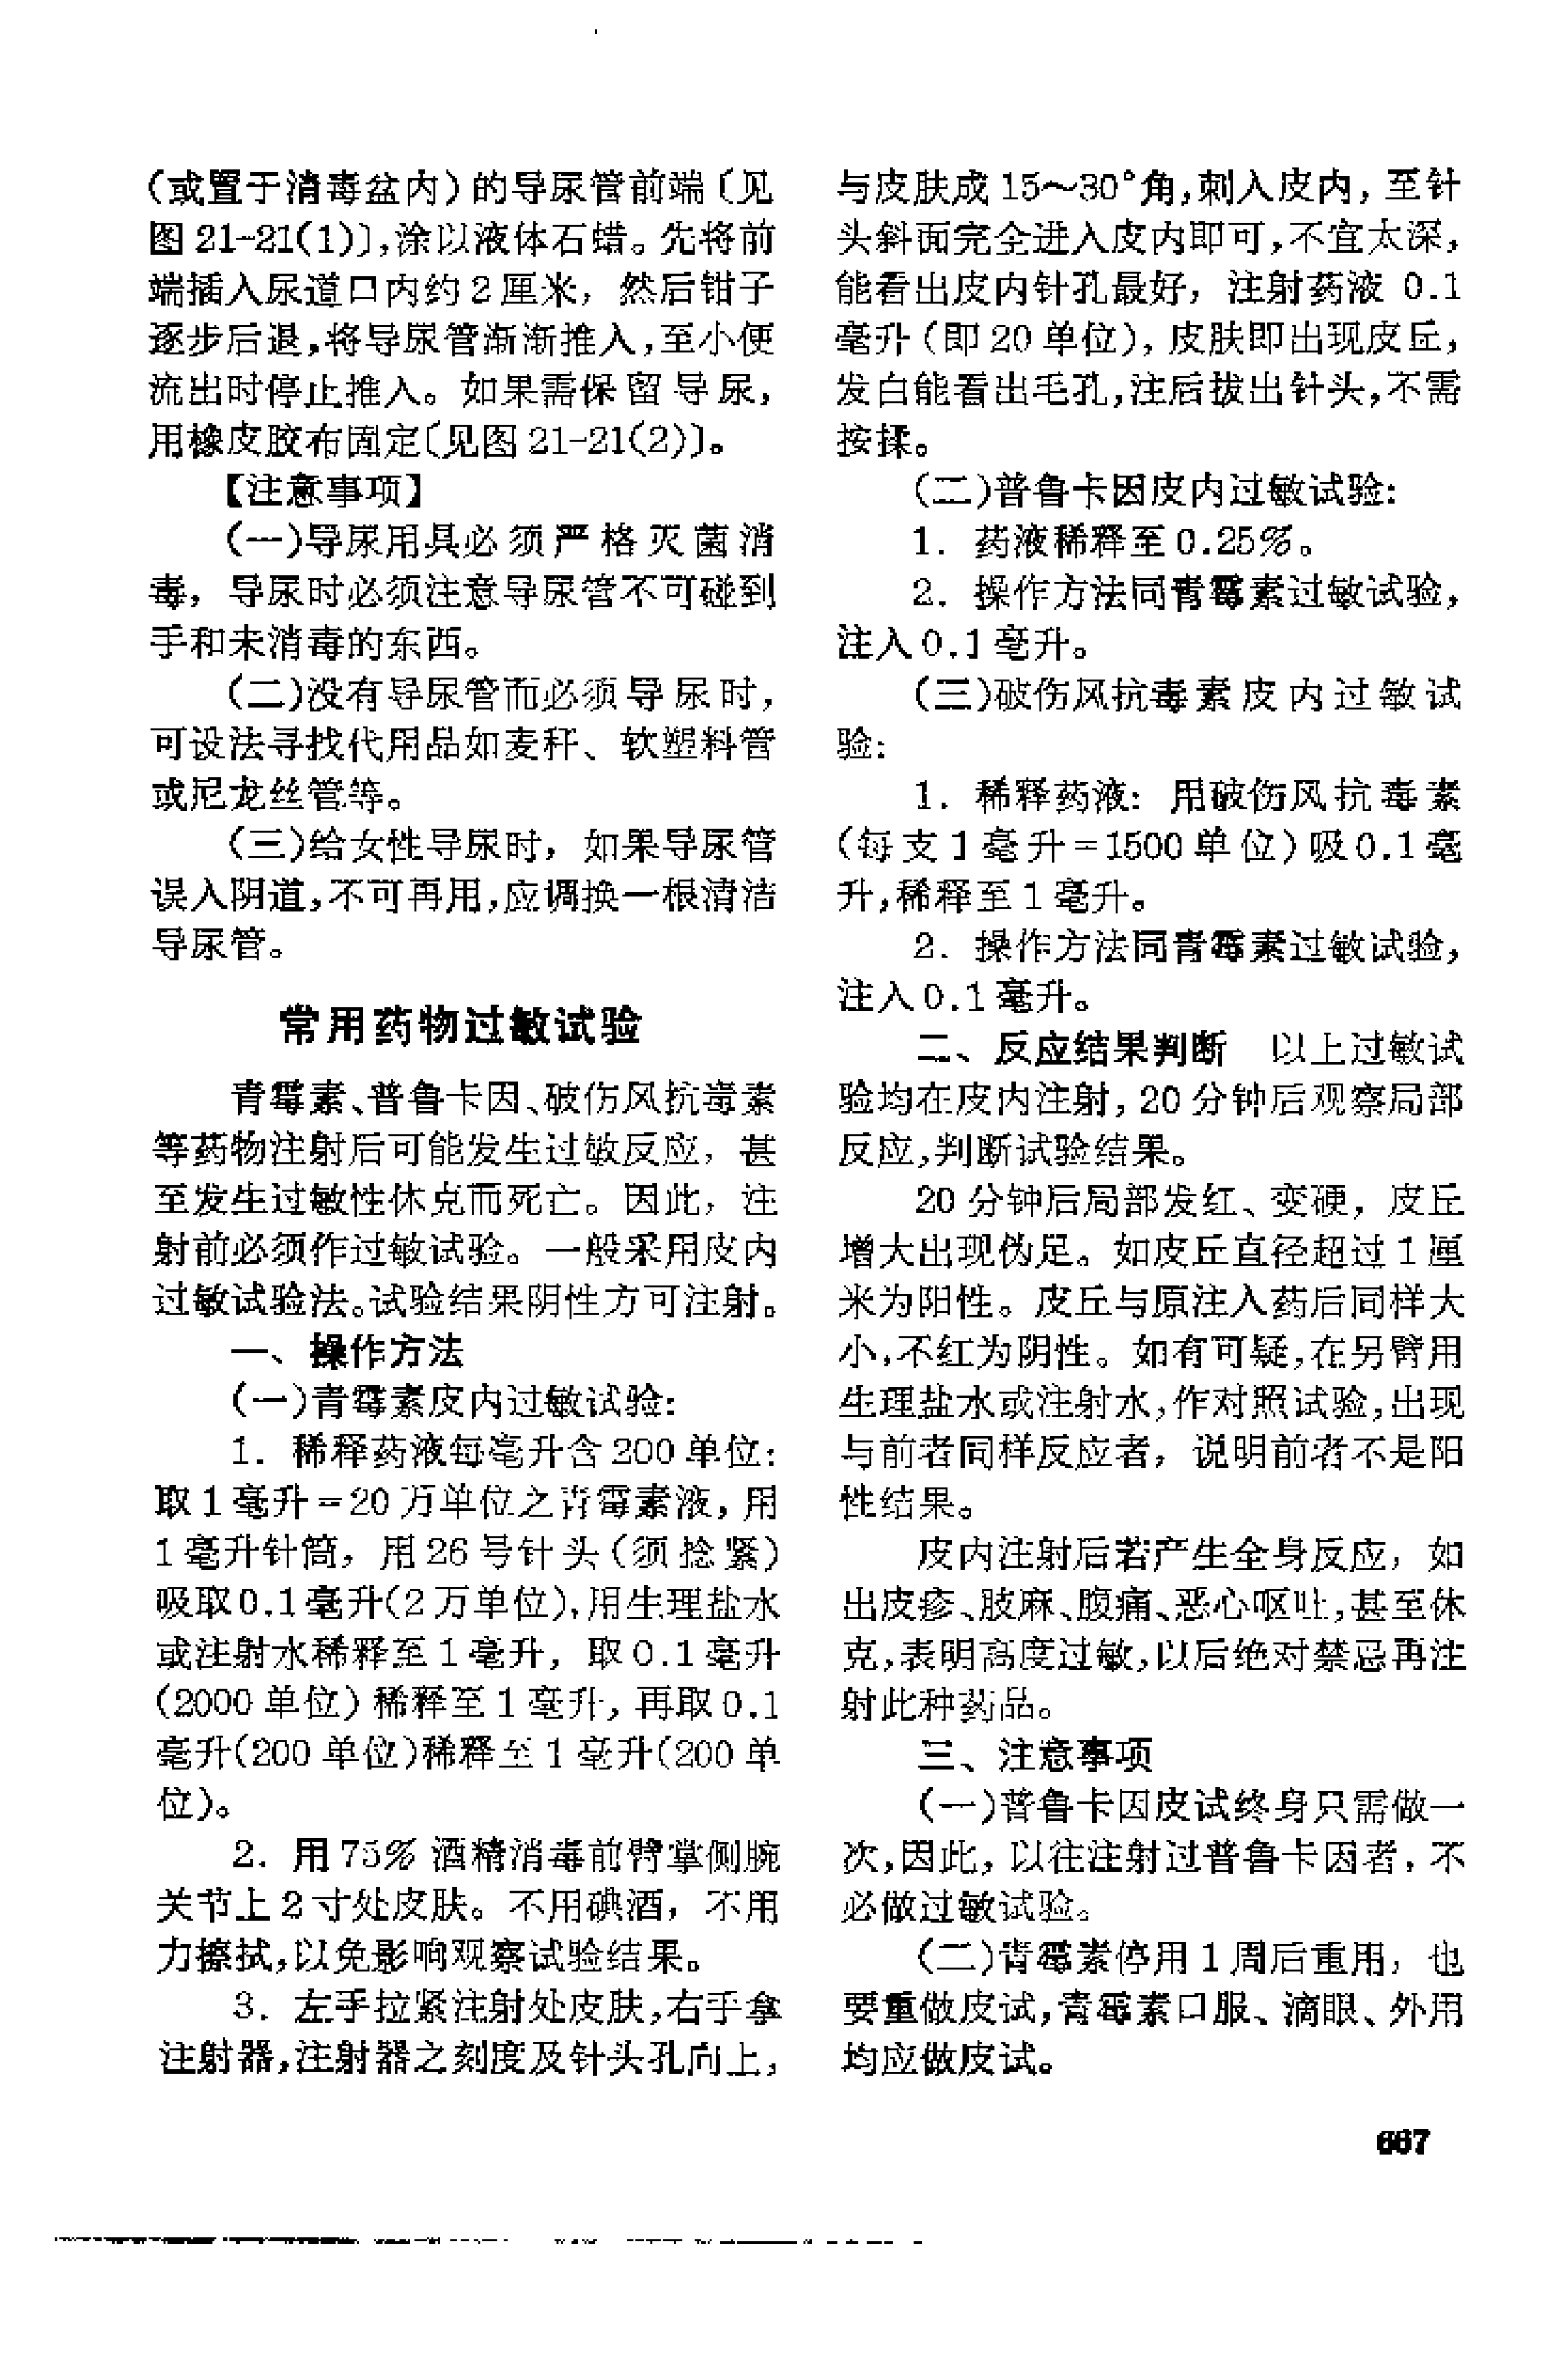 (或置于消毒盆内)的导尿管前端〔见
图 21-21(1)〕,涂以液体石蜡。先将前
端插入尿道口内约 2 厘米, 然后钳子
逐步后退,将导尿管渐渐推入,至小便
流出时停止推入。如果需保留导尿,
用橡皮胶布固定〔见图 21-21(2)〕。
【注意事项】
(一)导尿用具必须严格灭菌消
毒, 导尿时必须注意导尿管不可碰到
手和未消毒的东西。
(二)没有导尿管而必须导尿时,
可设法寻找代用品如麦秆、软塑料管
或尼龙丝管等。
(三)给女性导尿时, 如果导尿管
误入阴道,不可再用,应调换一根清洁
导尿管。
常用药物过敏试验
青霉素、普鲁卡因、破伤风抗毒素
等药物注射后可能发生过敏反应, 甚
至发生过敏性休克而死亡。因此, 注
射前必须作过敏试验。一般采用皮内
过敏试验法。试验结果阴性方可注射。
一、操作方法
(一)青霉素皮内过敏试验:
1. 稀释药液每毫升含 200 单位:
取 1 毫升=20 万单位之青霉素液, 用
1 毫升针筒, 用 26 号针头(须捻紧)
吸取 0.1 毫升(2 万单位),用生理盐水
或注射水稀释至 1 毫升, 取 0.1 毫升
(2000 单位) 稀释至 1 毫升, 再取 0.1
毫升(200 单位)稀释至 1 毫升(200 单
位)。
2. 用 75% 酒精消毒前臂掌侧腕
关节上 2 寸处皮肤。不用碘酒, 不用
力擦拭,以免影响观察试验结果。
3. 左手拉紧注射处皮肤,右手拿
注射器,注射器之刻度及针头孔向上,
与皮肤成 15～30°角,刺入皮内, 至针
头斜面完全进入皮内即可,不宜太深,
能看出皮内针孔最好, 注射药液 0.1
毫升 (即 20 单位), 皮肤即出现皮丘,
发白能看出毛孔,注后拔出针头,不需
按揉。
(二)普鲁卡因皮内过敏试验:
1. 药液稀释至 0.25%。
2. 操作方法同青霉素过敏试验,
注入 0.1 毫升。
(三)破伤风抗毒素皮内过敏试
验:
1. 稀释药液: 用破伤风抗毒素
(每支 1 毫升=1500 单位) 吸 0.1 毫
升,稀释至 1 毫升。
2. 操作方法同青霉素过敏试验,
注入 0.1 毫升。
二、反应结果判断 以上过敏试
验均在皮内注射, 20 分钟后观察局部
反应,判断试验结果。
20 分钟后局部发红、变硬, 皮丘
增大出现伪足。如皮丘直径超过 1 厘
米为阳性。皮丘与原注入药后同样大
小,不红为阴性。如有可疑,在另臂用
生理盐水或注射水,作对照试验,出现
与前者同样反应者, 说明前者不是阳
性结果。
皮内注射后若产生全身反应, 如
出皮疹、肢麻、腹痛、恶心呕吐,甚至休
克,表明高度过敏,以后绝对禁忌再注
射此种药品。
三、注意事项
(一)普鲁卡因皮试终身只需做一
次,因此, 以往注射过普鲁卡因者, 不
必做过敏试验。
(二)青霉素停用 1 周后重用, 也
要重做皮试,青霉素口服、滴眼、外用
均应做皮试。
667